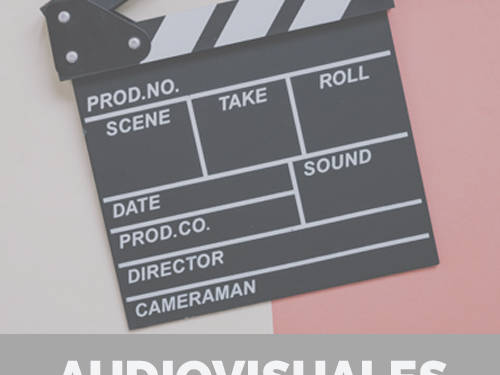 PROD.NO.
SCENE TAKE ROLL
DATE SOUND
PROD.CO.
DIRECTOR
CAMERAMAN
AUDIOVISUALES